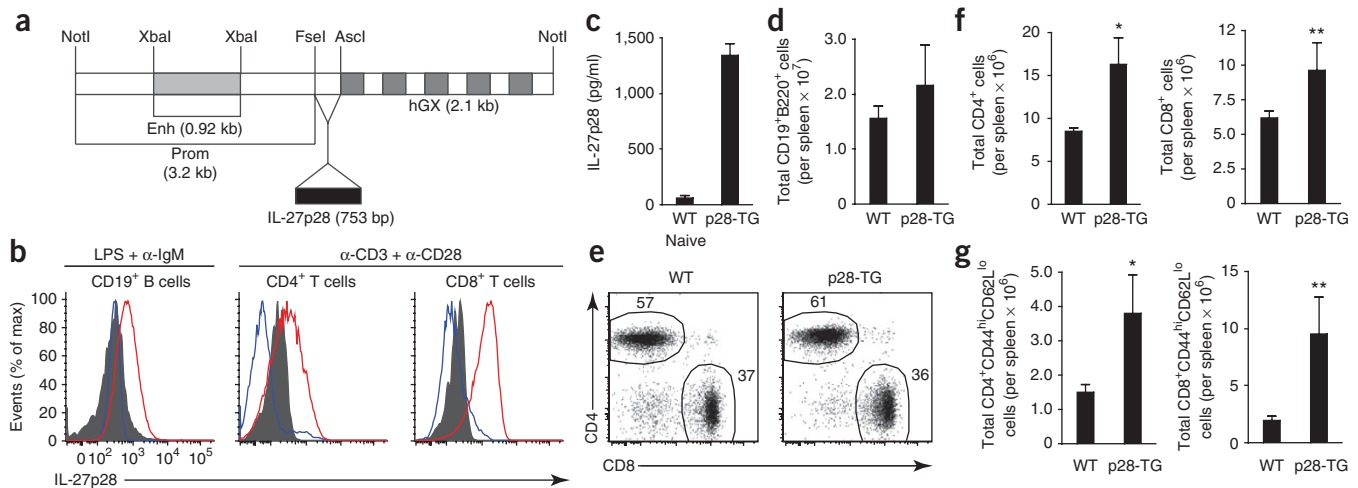 a
NotI XbaI XbaI FseI AscI NotI
hGX (2.1 kb)
Enh (0.92 kb)
Prom
(3.2 kb)
IL-27p28 (753 bp)
b
LPS + α-IgM
α-CD3 + α-CD28
CD19+ B cells
CD4+ T cells
CD8+ T cells
Events (% of max)
100
80
60
40
20
0
0 10² 10³ 10⁴ 10⁵
IL-27p28
c
IL-27p28 (pg/ml)
1,500
1,000
500
0
WT p28-TG
Naive
d
Total CD19+B220+ cells
(per spleen × 10⁷)
3.0
2.0
1.0
0
WT p28-TG
e
WT
p28-TG
57
37
61
36
CD4
CD8
f
Total CD4+ cells
(per spleen × 10⁶)
20
15
10
5
0
*
WT p28-TG
Total CD8+ cells
(per spleen × 10⁶)
12
9
6
3
0
**
WT p28-TG
g
Total CD4+CD44hiCD62Llo
cells (per spleen × 10⁶)
5.0
4.0
3.0
2.0
1.0
0
*
WT p28-TG
Total CD8+CD44hiCD62Llo
cells (per spleen × 10⁶)
15
10
5
0
**
WT p28-TG